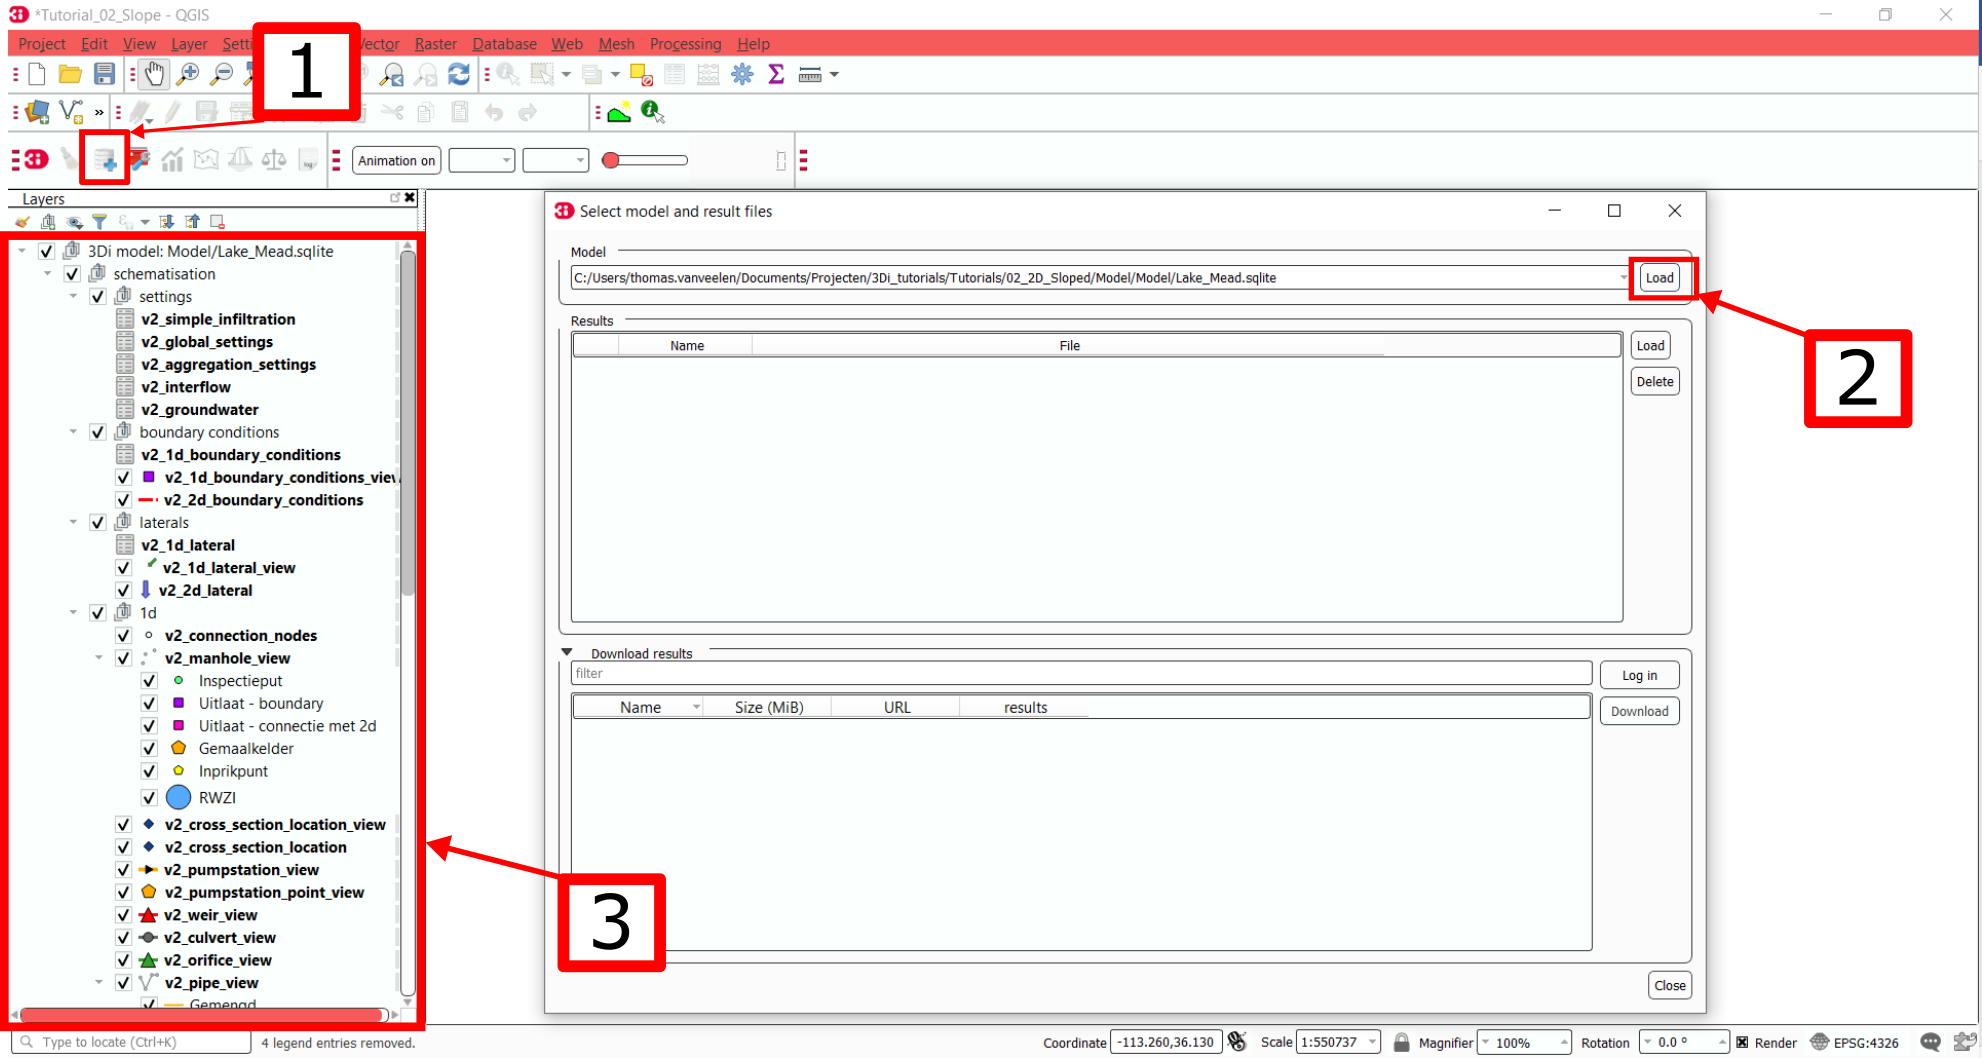 *Tutorial_02_Slope - QGIS
Project Edit View Layer Setti Vector Raster Database Web Mesh Processing Help
1
3i Animation on
Layers
3Di model: Model/Lake_Mead.sqlite
schematisation
settings
v2_simple_infiltration
v2_global_settings
v2_aggregation_settings
v2_interflow
v2_groundwater
boundary conditions
v2_1d_boundary_conditions
v2_1d_boundary_conditions_view
v2_2d_boundary_conditions
laterals
v2_1d_lateral
v2_1d_lateral_view
v2_2d_lateral
1d
v2_connection_nodes
v2_manhole_view
Inspectieput
Uitlaat - boundary
Uitlaat - connectie met 2d
Gemaalkelder
Inprikpunt
RWZI
v2_cross_section_location_view
v2_cross_section_location
v2_pumpstation_view
v2_pumpstation_point_view
v2_weir_view
v2_culvert_view
v2_orifice_view
v2_pipe_view
Gemengd
Select model and result files
Model
C:/Users/thomas.vanveelen/Documents/Projecten/3Di_tutorials/Tutorials/02_2D_Sloped/Model/Model/Lake_Mead.sqlite
Load
2
Results
Name File
Load
Delete
Download results
filter
Log in
Name Size (MiB) URL results
Download
3
Close
Type to locate (Ctrl+K) 4 legend entries removed. Coordinate -113.260,36.130 Scale 1:550737 Magnifier 100% Rotation 0.0 ° Render EPSG:4326